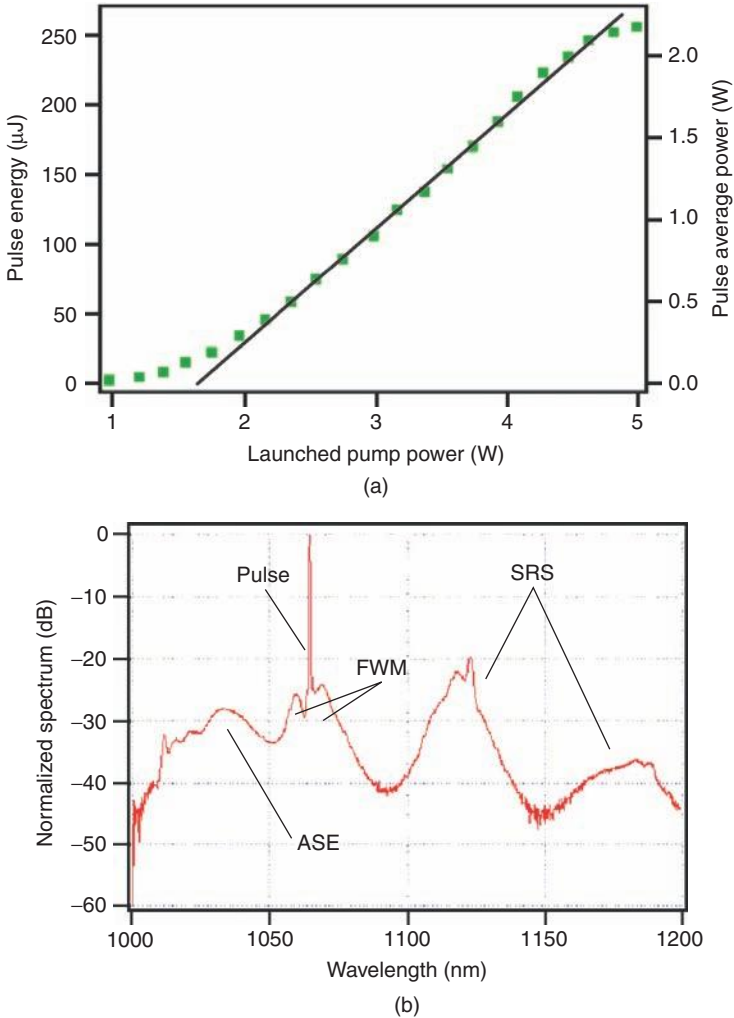 250
200
150
100
50
0
Pulse energy (μJ)
2.0
1.5
1.0
0.5
0.0
Pulse average power (W)
1 2 3 4 5
Launched pump power (W)
(a)
0
−10
−20
−30
−40
−50
−60
Normalized spectrum (dB)
Pulse
FWM
SRS
ASE
1000 1050 1100 1150 1200
Wavelength (nm)
(b)